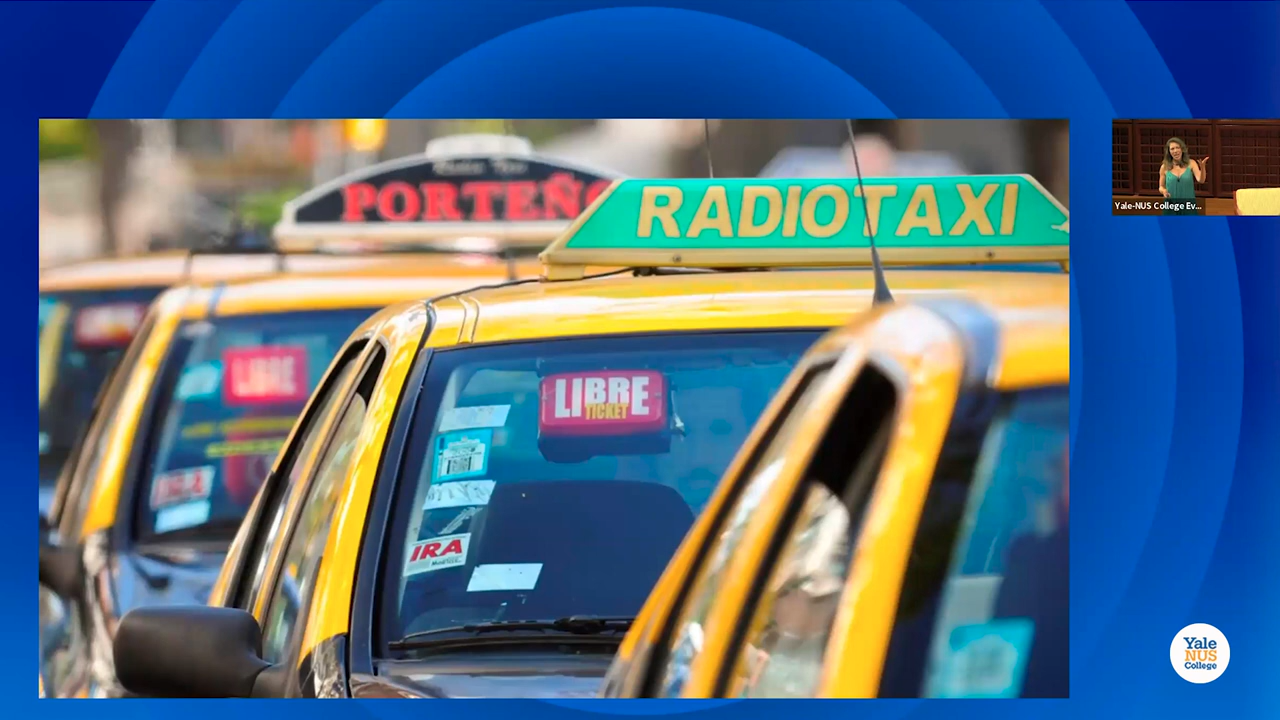 PORTEÑO
RADIOTAXI
LIBRE
LIBRE
TICKET
IRA
Yale-NUS College Ev...
Yale
NUS
College